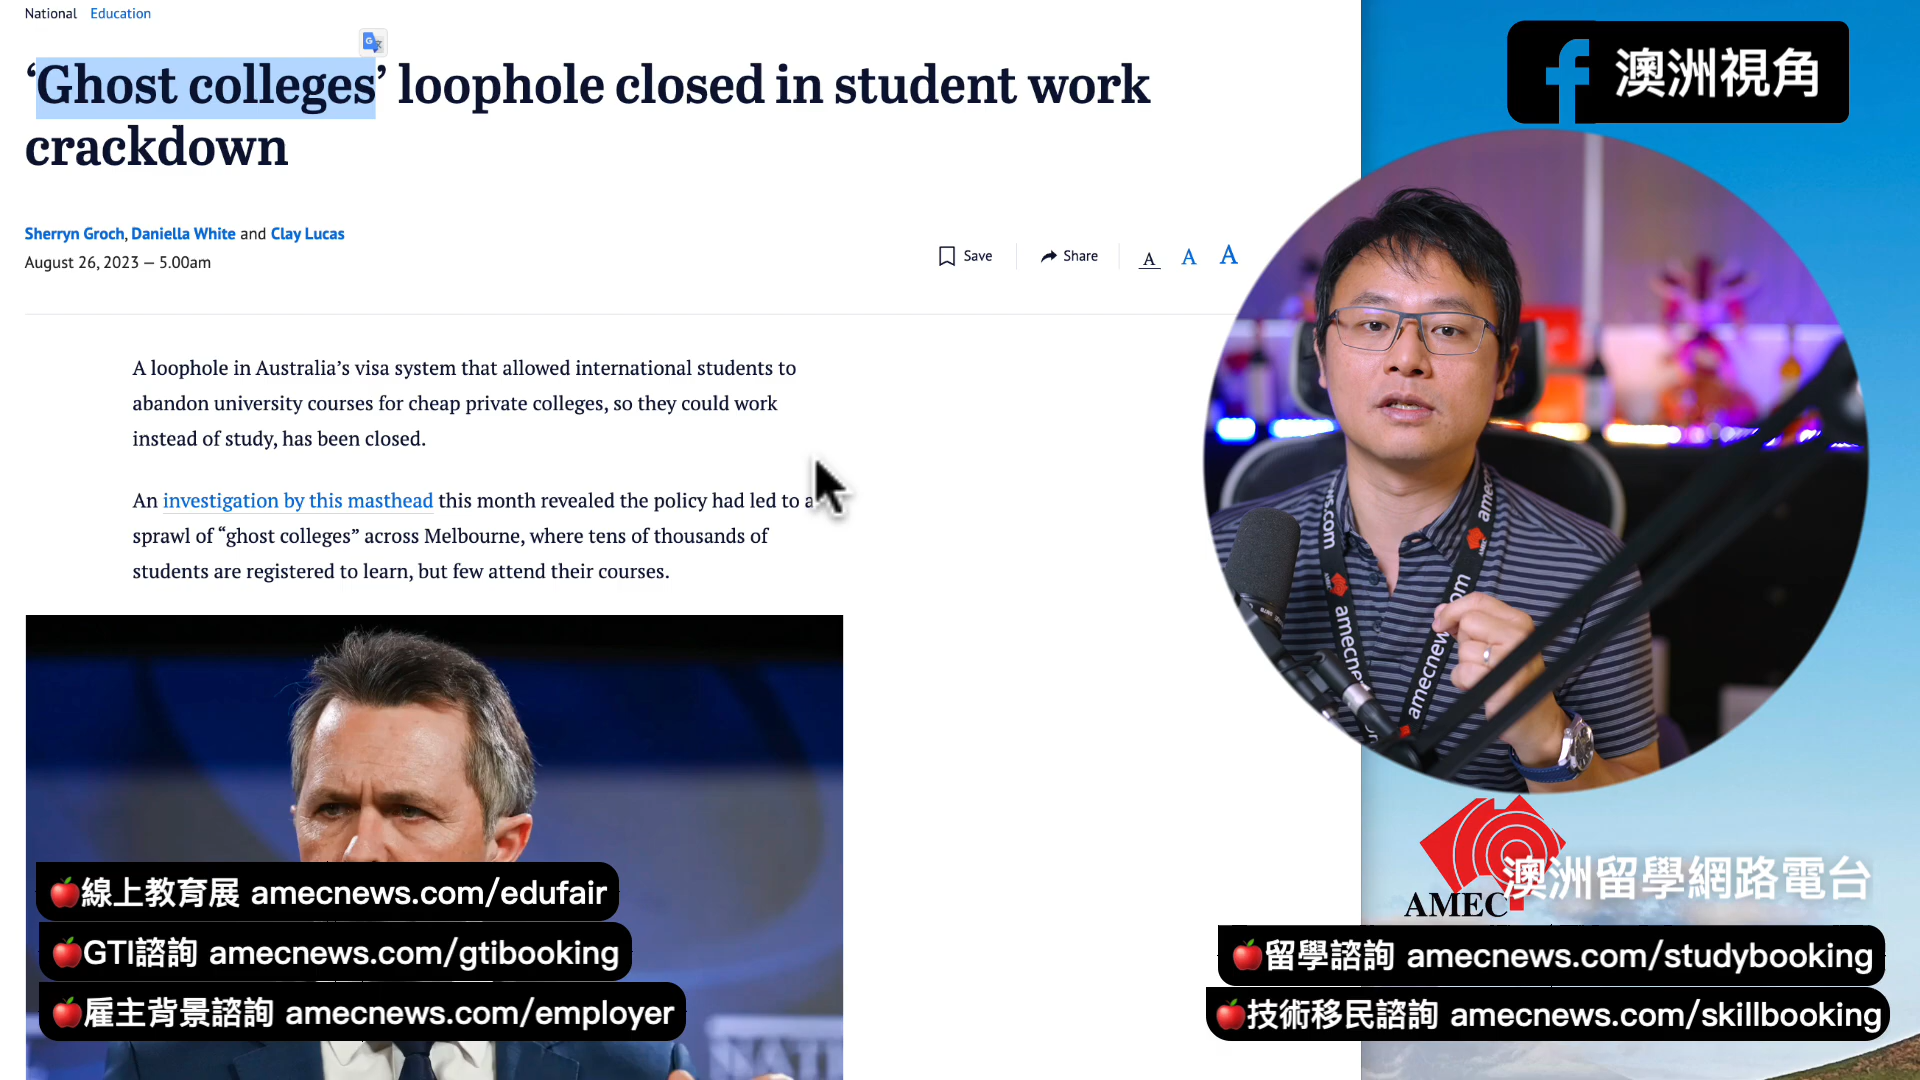 National Education
‘Ghost colleges’ loophole closed in student work
crackdown
Sherryn Groch, Daniella White and Clay Lucas
August 26, 2023 — 5.00am
Save
Share
A A A
A loophole in Australia’s visa system that allowed international students to
abandon university courses for cheap private colleges, so they could work
instead of study, has been closed.
An investigation by this masthead this month revealed the policy had led to a
sprawl of “ghost colleges” across Melbourne, where tens of thousands of
students are registered to learn, but few attend their courses.
澳洲視角
amecnews.com
AMEC
澳洲留學網路電台
🍎線上教育展 amecnews.com/edufair
🍎GTI諮詢 amecnews.com/gtibooking
🍎雇主背景諮詢 amecnews.com/employer
🍎留學諮詢 amecnews.com/studybooking
🍎技術移民諮詢 amecnews.com/skillbooking